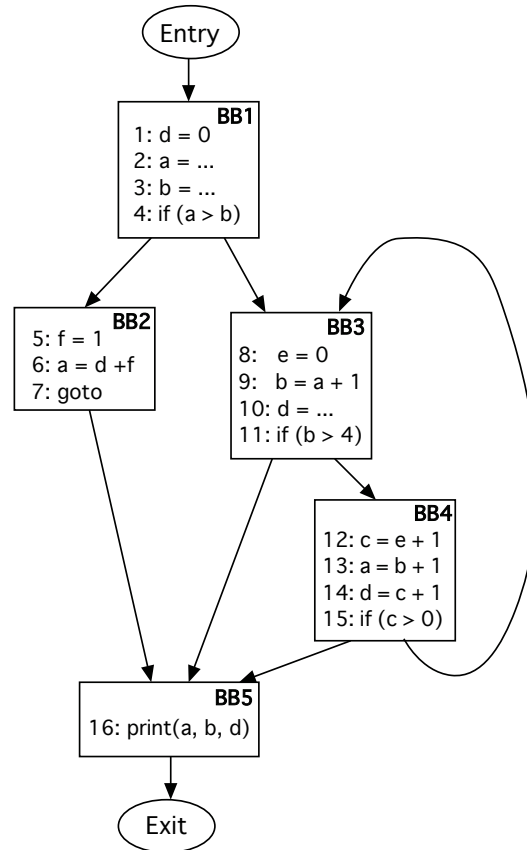 Entry
BB1
1: d = 0
2: a = ...
3: b = ...
4: if (a > b)
BB2
5: f = 1
6: a = d +f
7: goto
BB3
8: e = 0
9: b = a + 1
10: d = ...
11: if (b > 4)
BB4
12: c = e + 1
13: a = b + 1
14: d = c + 1
15: if (c > 0)
BB5
16: print(a, b, d)
Exit